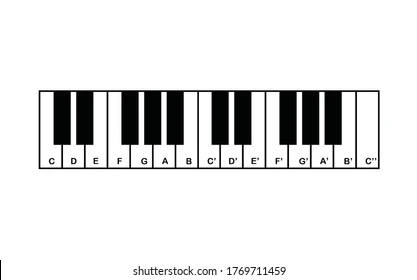 C D E F G A B C' D' E' F' G' A' B' C''
shutterstock.com · 1769711459